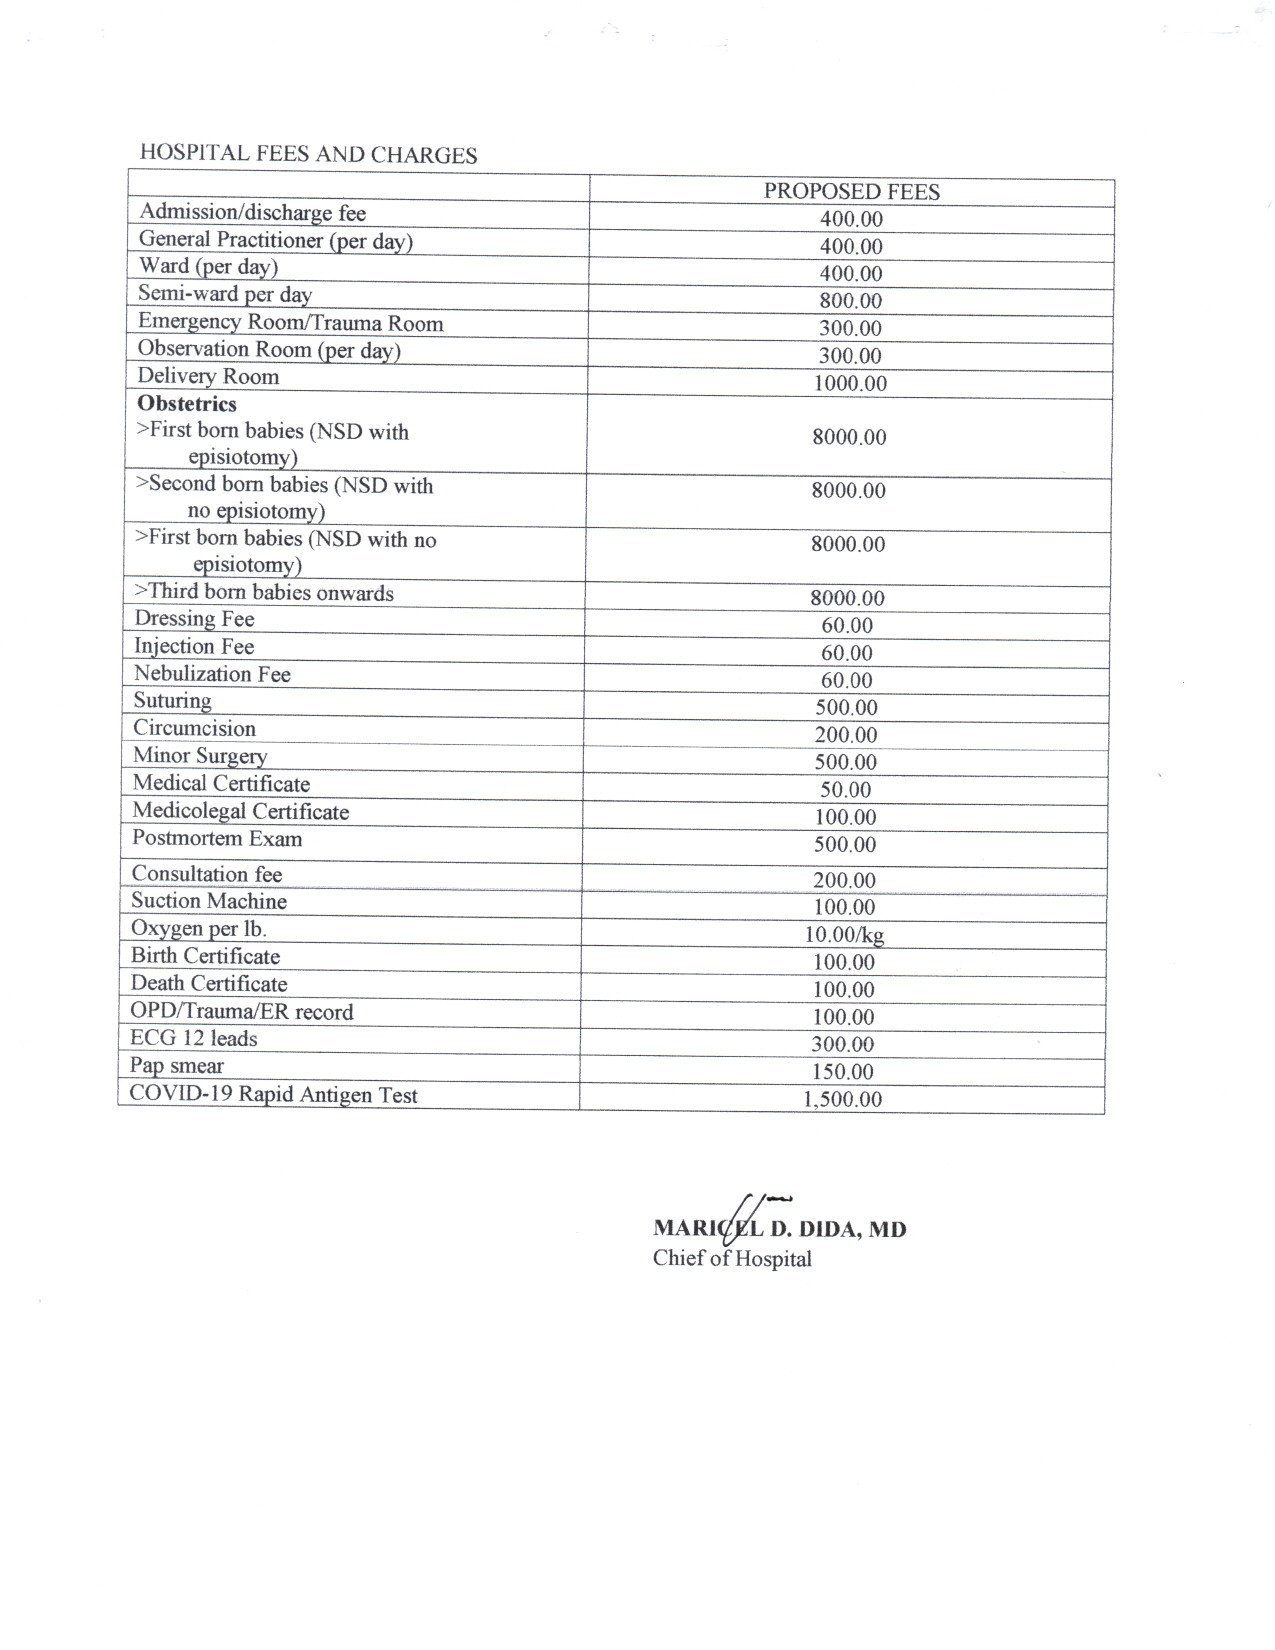 HOSPITAL FEES AND CHARGES
PROPOSED FEES
Admission/discharge fee 400.00
General Practitioner (per day) 400.00
Ward (per day) 400.00
Semi-ward per day 800.00
Emergency Room/Trauma Room 300.00
Observation Room (per day) 300.00
Delivery Room 1000.00
Obstetrics
>First born babies (NSD with 8000.00
episiotomy)
>Second born babies (NSD with 8000.00
no episiotomy)
>First born babies (NSD with no 8000.00
episiotomy)
>Third born babies onwards 8000.00
Dressing Fee 60.00
Injection Fee 60.00
Nebulization Fee 60.00
Suturing 500.00
Circumcision 200.00
Minor Surgery 500.00
Medical Certificate 50.00
Medicolegal Certificate 100.00
Postmortem Exam 500.00
Consultation fee 200.00
Suction Machine 100.00
Oxygen per lb. 10.00/kg
Birth Certificate 100.00
Death Certificate 100.00
OPD/Trauma/ER record 100.00
ECG 12 leads 300.00
Pap smear 150.00
COVID-19 Rapid Antigen Test 1,500.00
MARICEL D. DIDA, MD
Chief of Hospital